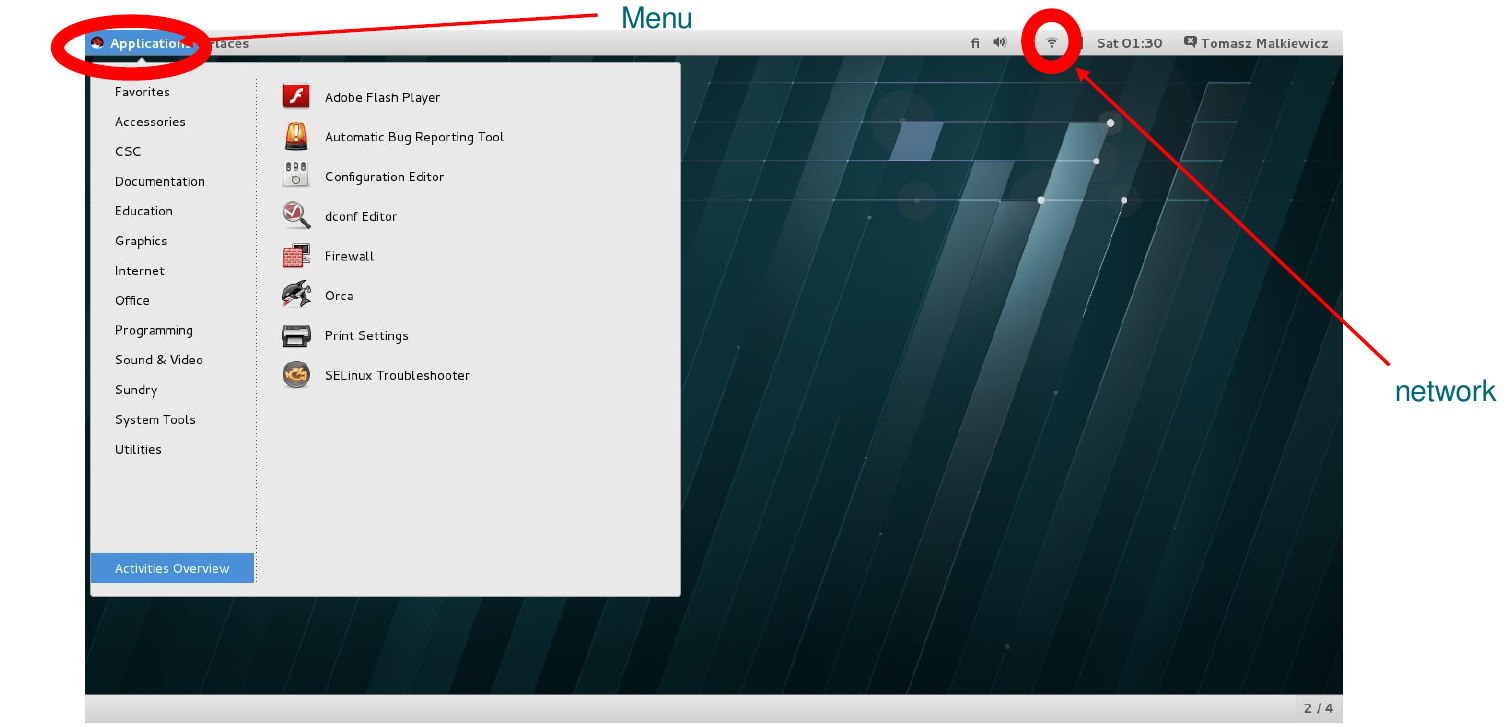 Menu
Applications Places
fi
Sat 01:30
Tomasz Malkiewicz
Favorites
Accessories
CSC
Documentation
Education
Graphics
Internet
Office
Programming
Sound & Video
Sundry
System Tools
Utilities
Activities Overview
Adobe Flash Player
Automatic Bug Reporting Tool
Configuration Editor
dconf Editor
Firewall
Orca
Print Settings
SELinux Troubleshooter
network
2 / 4